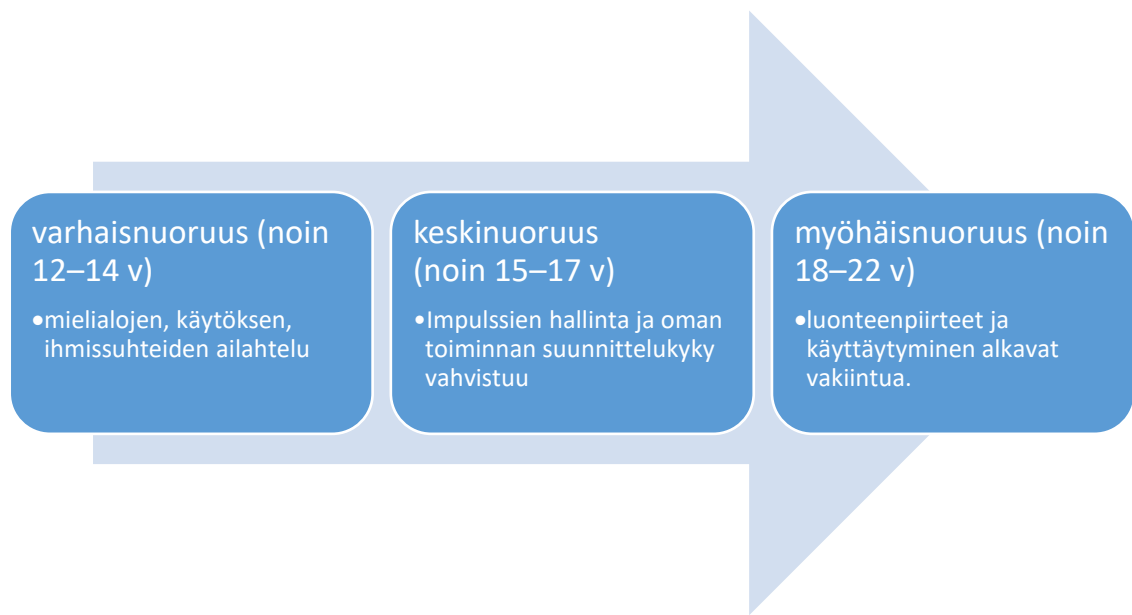 varhaisnuoruus (noin
12–14 v)
•mielialojen, käytöksen,
ihmissuhteiden ailahtelu
keskinuoruus
(noin 15–17 v)
•Impulssien hallinta ja oman
toiminnan suunnittelukyky
vahvistuu
myöhäisnuoruus (noin
18–22 v)
•luonteenpiirteet ja
käyttäytyminen alkavat
vakiintua.